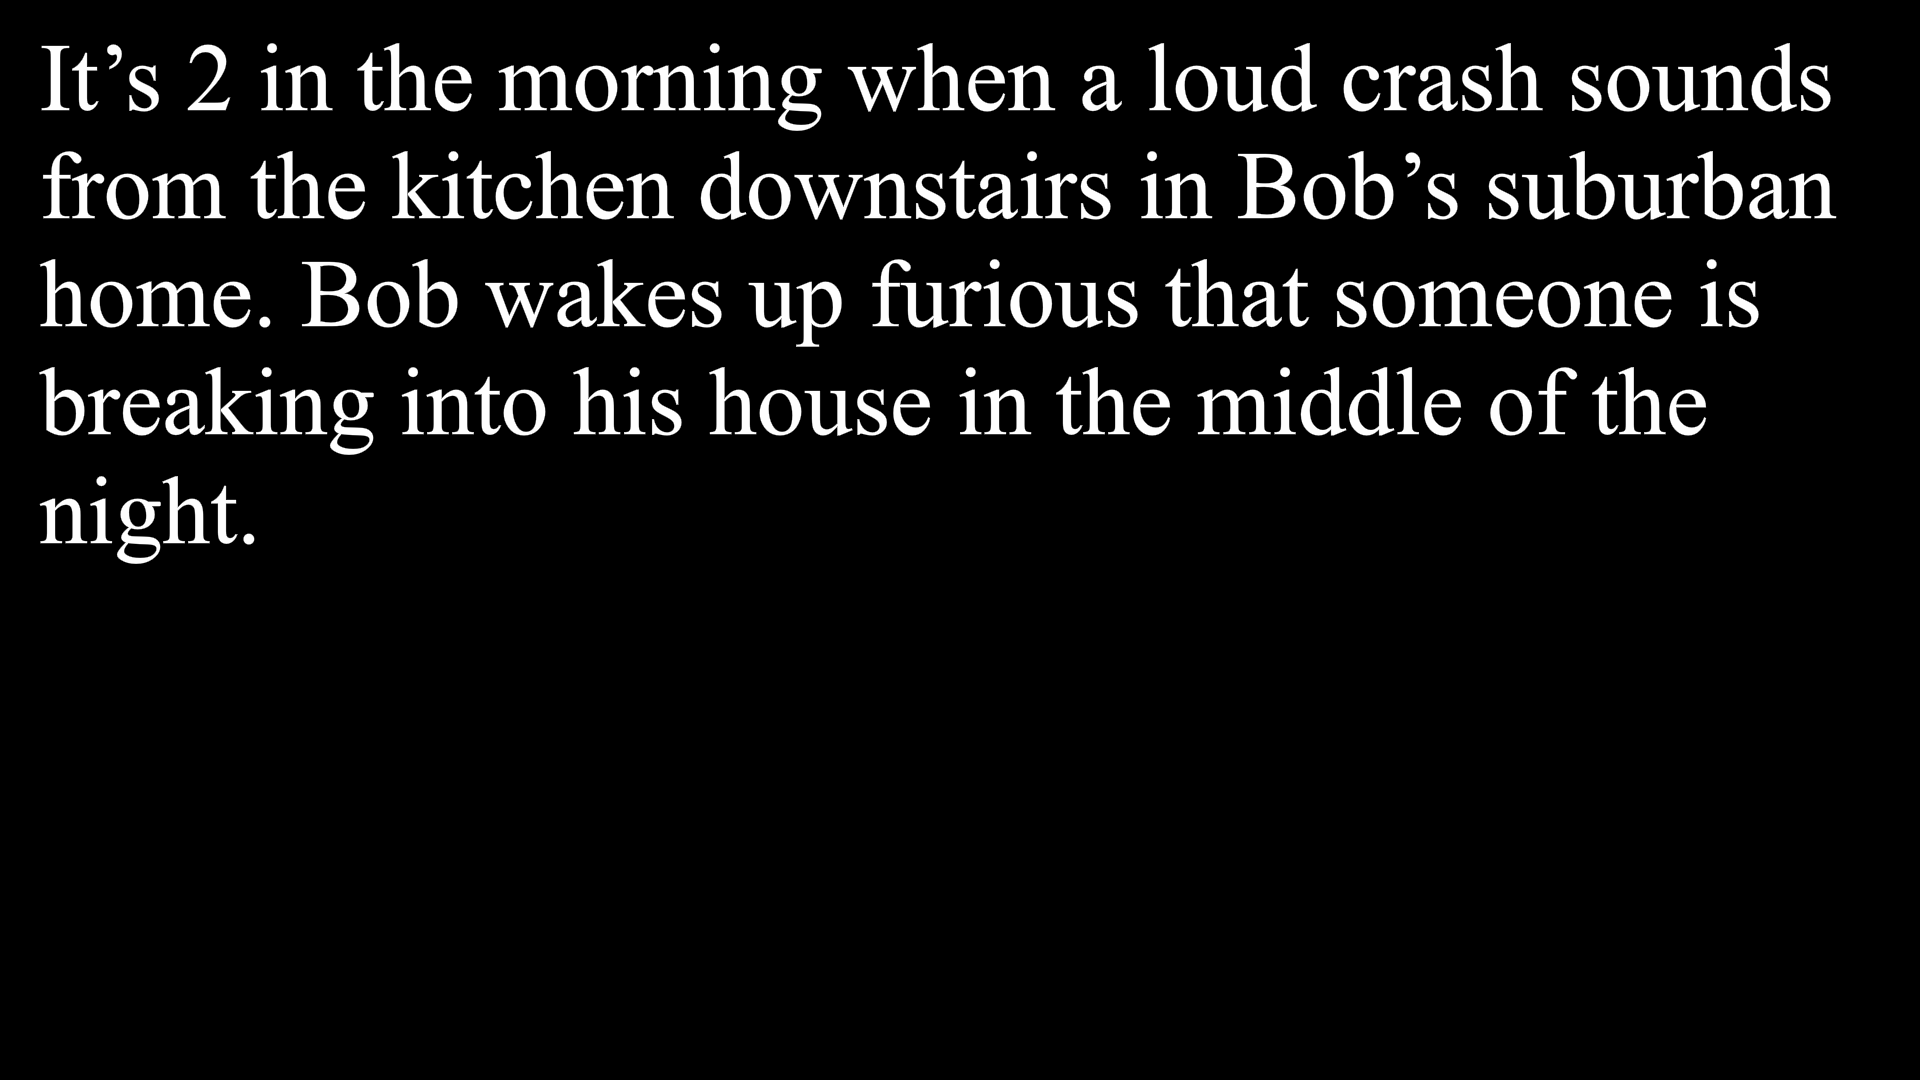 It’s 2 in the morning when a loud crash sounds
from the kitchen downstairs in Bob’s suburban
home. Bob wakes up furious that someone is
breaking into his house in the middle of the
night.